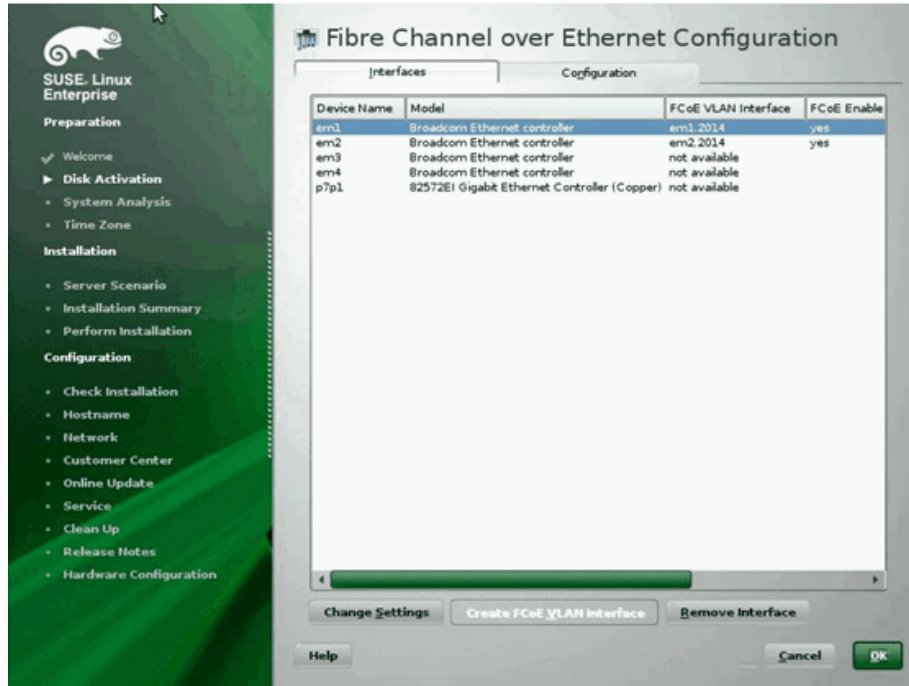 SUSE. Linux
Enterprise
Preparation
Welcome
Disk Activation
System Analysis
Time Zone
Installation
Server Scenario
Installation Summary
Perform Installation
Configuration
Check Installation
Hostname
Network
Customer Center
Online Update
Service
Clean Up
Release Notes
Hardware Configuration
Fibre Channel over Ethernet Configuration
Interfaces Configuration
Device Name Model FCoE VLAN Interface FCoE Enable
em1 Broadcom Ethernet controller em1.2014 yes
em2 Broadcom Ethernet controller em2.2014 yes
em3 Broadcom Ethernet controller not available
em4 Broadcom Ethernet controller not available
p7p1 82572EI Gigabit Ethernet Controller (Copper) not available
Change Settings Create FCoE VLAN Interface Remove Interface
Help Cancel OK